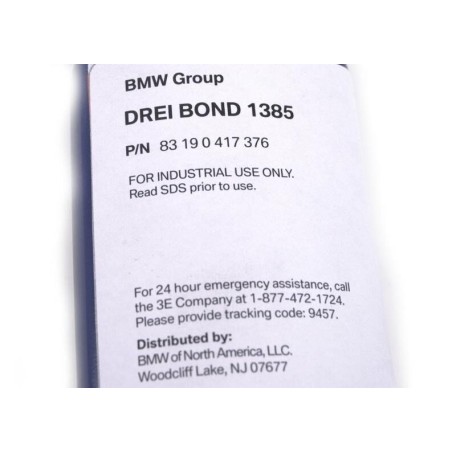 BMW Group
DREI BOND 1385
P/N 83 19 0 417 376
FOR INDUSTRIAL USE ONLY.
Read SDS prior to use.
For 24 hour emergency assistance, call
the 3E Company at 1-877-472-1724.
Please provide tracking code: 9457.
Distributed by:
BMW of North America, LLC.
Woodcliff Lake, NJ 07677